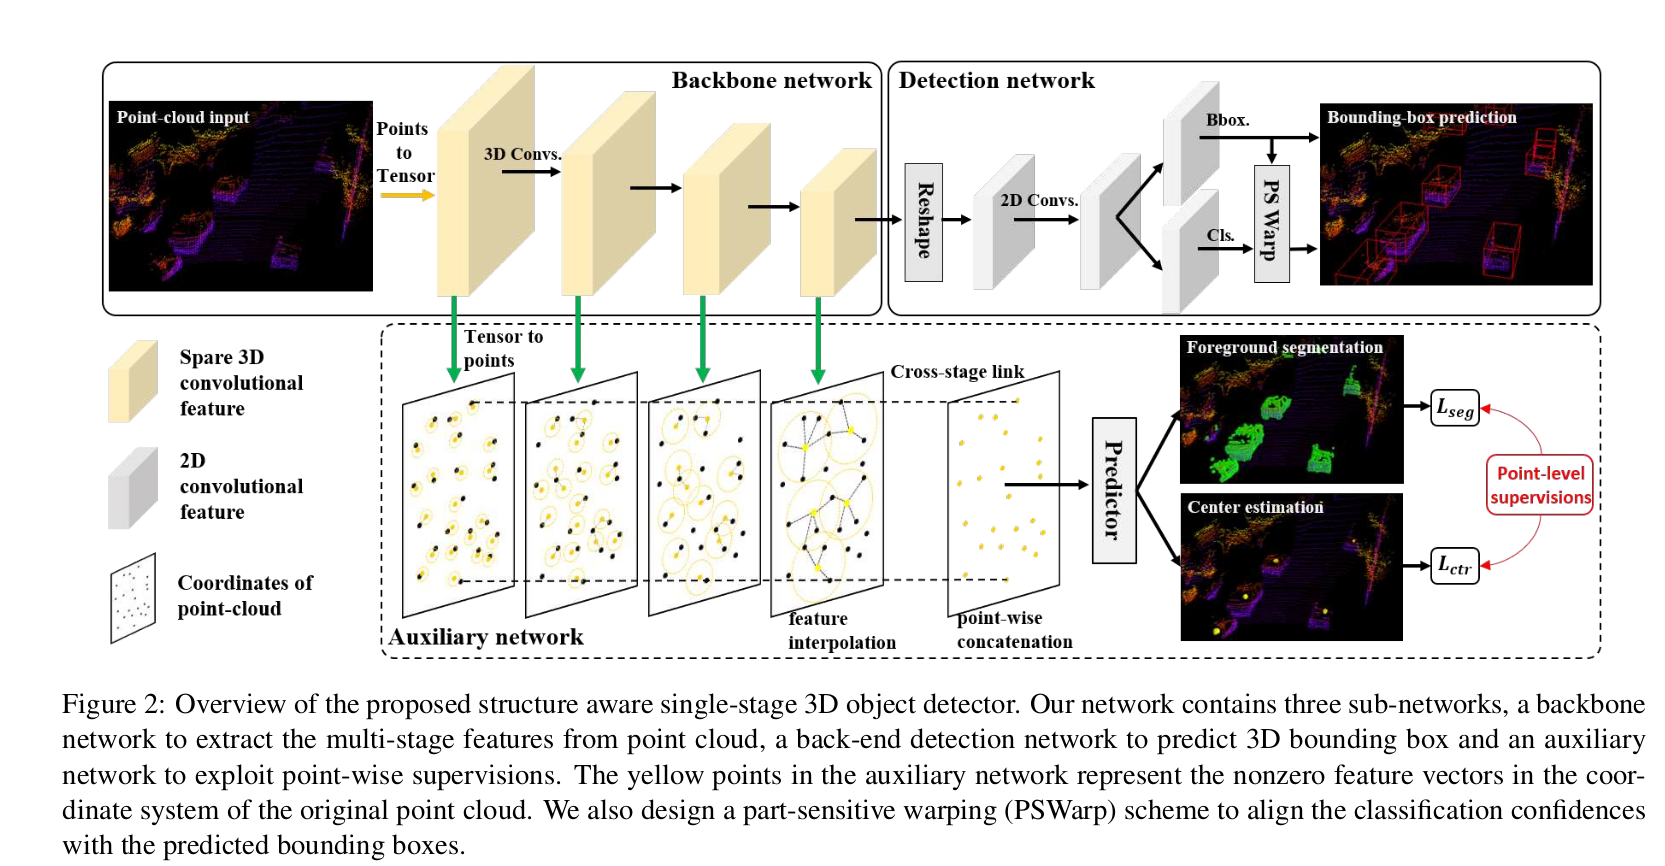 Backbone network
Detection network
Point-cloud input
Points
to
Tensor
3D Convs.
Reshape
2D Convs.
Bbox.
Cls.
PS Warp
Bounding-box prediction
Spare 3D
convolutional
feature
2D
convolutional
feature
Coordinates of
point-cloud
Tensor to
points
Cross-stage link
Auxiliary network
feature
interpolation
point-wise
concatenation
Predictor
Foreground segmentation
Center estimation
Lseg
Lctr
Point-level
supervisions
Figure 2: Overview of the proposed structure aware single-stage 3D object detector. Our network contains three sub-networks, a backbone
network to extract the multi-stage features from point cloud, a back-end detection network to predict 3D bounding box and an auxiliary
network to exploit point-wise supervisions. The yellow points in the auxiliary network represent the nonzero feature vectors in the coor-
dinate system of the original point cloud. We also design a part-sensitive warping (PSWarp) scheme to align the classification confidences
with the predicted bounding boxes.